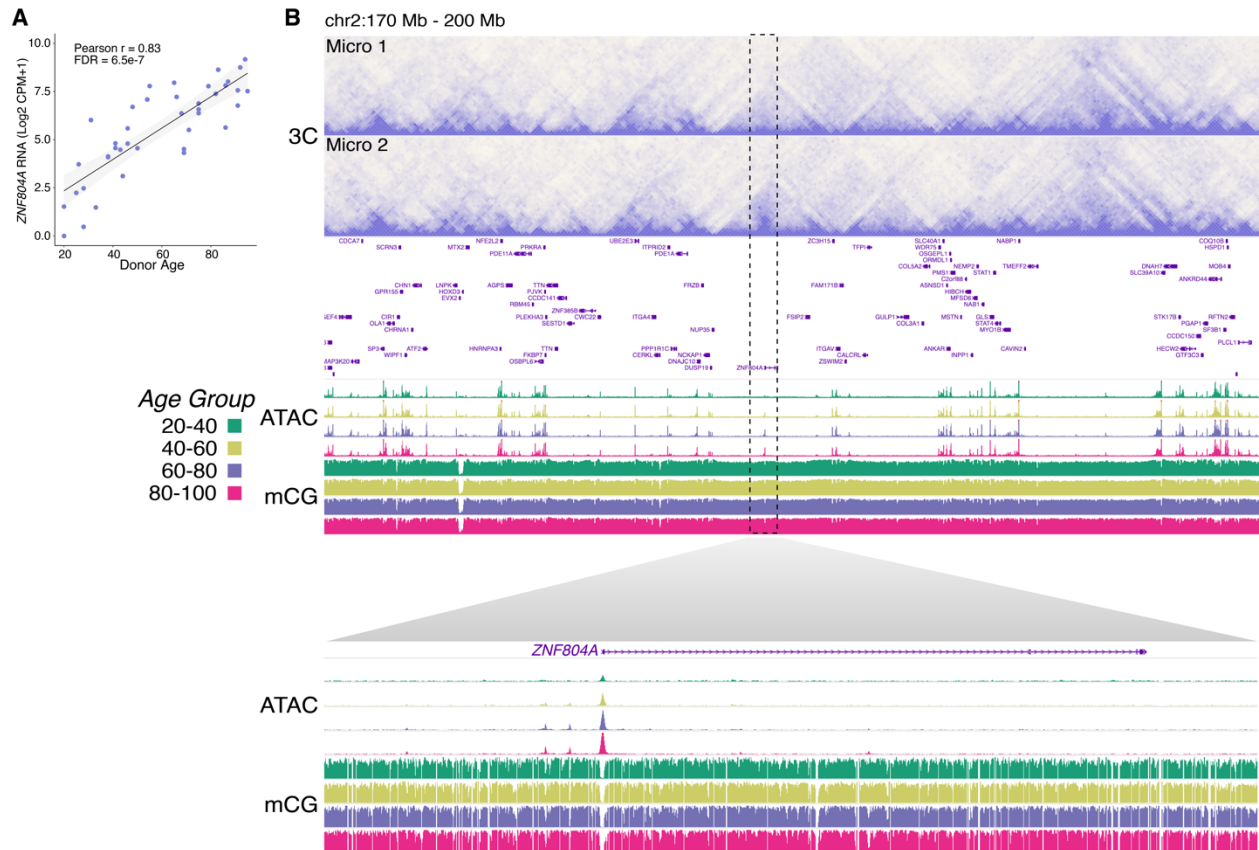 A
B
chr2:170 Mb - 200 Mb
Pearson r = 0.83
FDR = 6.5e-7
10.0
7.5
5.0
2.5
0.0
20
40
60
80
ZNF804A RNA (Log2 CPM+1)
Donor Age
3C
Micro 1
Micro 2
CDCA7
NFE2L2
UBE2E3
ZC3H15
SLC40A1
NABP1
COQ10B
SCRN3
MTX2
PRKRA
ITPRID2
TFPI
WDR75
HSPD1
PDE11A
PDE1A
OSGEPL1
ORMDL1
COL5A2
NEMP2
TMEFF2
DNAH7
MOB4
PMS1
STAT1
SLC39A10
C2orf88
ANKRD44
CHN1
LNPK
AGPS
TTN
FRZB
FAM171B
ASNSD1
GLS
GPR155
HOXD3
PJVK
HIBCH
EVX2
CCDC141
MFSD6
RBM45
NAB1
ZNF385B
GEF4
CIR1
PLEKHA3
CWC22
ITGA4
FSIP2
GULP1
MSTN
STK17B
RFTN2
OLA1
SESTD1
COL3A1
STAT4
PGAP1
CHRNA1
NUP35
MYO1B
SF3B1
CCDC150
PLCL1
SP3
ATF2
HNRNPA3
TTN
PPP1R1C
ITGAV
ANKAR
CAVIN2
HECW2
WIPF1
FKBP7
CERKL
NCKAP1
CALCRL
INPP1
GTF3C3
MAP3K20
OSBPL6
DNAJC10
ZNF804A
ZSWIM2
DUSP19
Age Group
20-40
40-60
60-80
80-100
ATAC
mCG
ZNF804A
ATAC
mCG